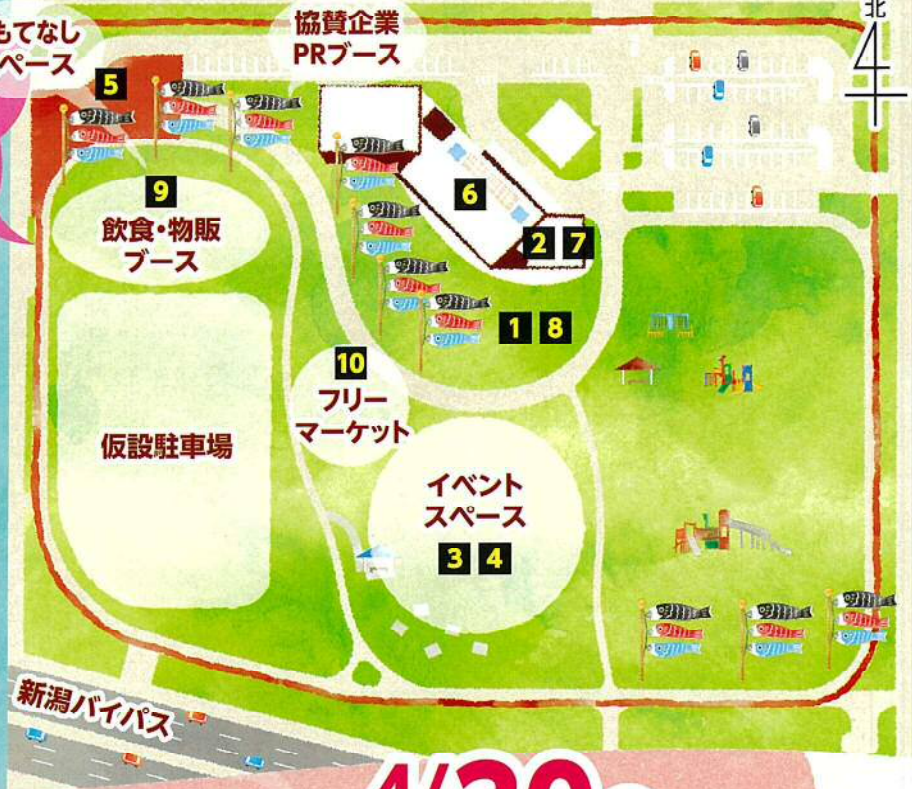 もてなし
ペース
協賛企業
PRブース
北
5
9
飲食・物販
ブース
6
2 7
1 8
10
フリー
マーケット
仮設駐車場
イベント
スペース
3 4
新潟バイパス
4/29